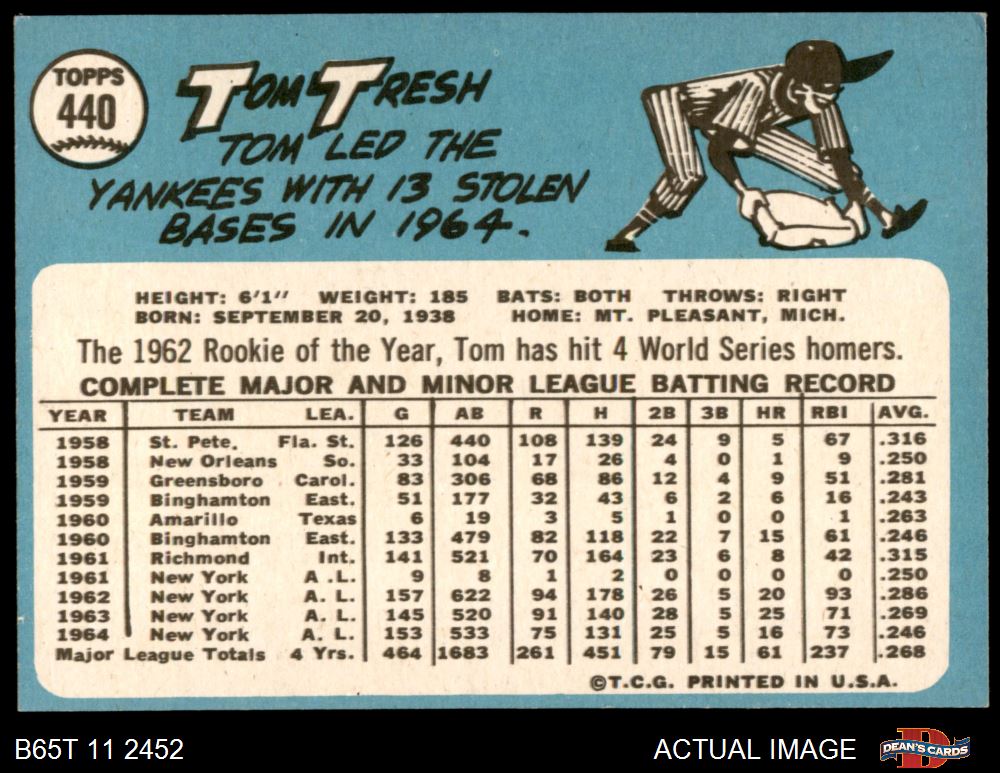 TOPPS
440
TOM TRESH
TOM LED THE
YANKEES WITH 13 STOLEN
BASES IN 1964.
HEIGHT: 6'1" WEIGHT: 185 BATS: BOTH THROWS: RIGHT
BORN: SEPTEMBER 20, 1938 HOME: MT. PLEASANT, MICH.
The 1962 Rookie of the Year, Tom has hit 4 World Series homers.
COMPLETE MAJOR AND MINOR LEAGUE BATTING RECORD
YEAR TEAM LEA. G AB R H 2B 3B HR RBI AVG.
1958 St. Pete. Fla. St. 126 440 108 139 24 9 5 67 .316
1958 New Orleans So. 33 104 17 26 4 0 1 9 .250
1959 Greensboro Carol. 83 306 68 86 12 4 9 51 .281
1959 Binghamton East. 51 177 32 43 6 2 6 16 .243
1960 Amarillo Texas 6 19 3 5 1 0 0 1 .263
1960 Binghamton East. 133 479 82 118 22 7 15 61 .246
1961 Richmond Int. 141 521 70 164 23 6 8 42 .315
1961 New York A .L. 9 8 1 2 0 0 0 0 .250
1962 New York A. L. 157 622 94 178 26 5 20 93 .286
1963 New York A. L. 145 520 91 140 28 5 25 71 .269
1964 New York A. L. 153 533 75 131 25 5 16 73 .246
Major League Totals 4 Yrs. 464 1683 261 451 79 15 61 237 .268
©T.C.G. PRINTED IN U.S.A.
B65T 11 2452 ACTUAL IMAGE DEAN'S CARDS